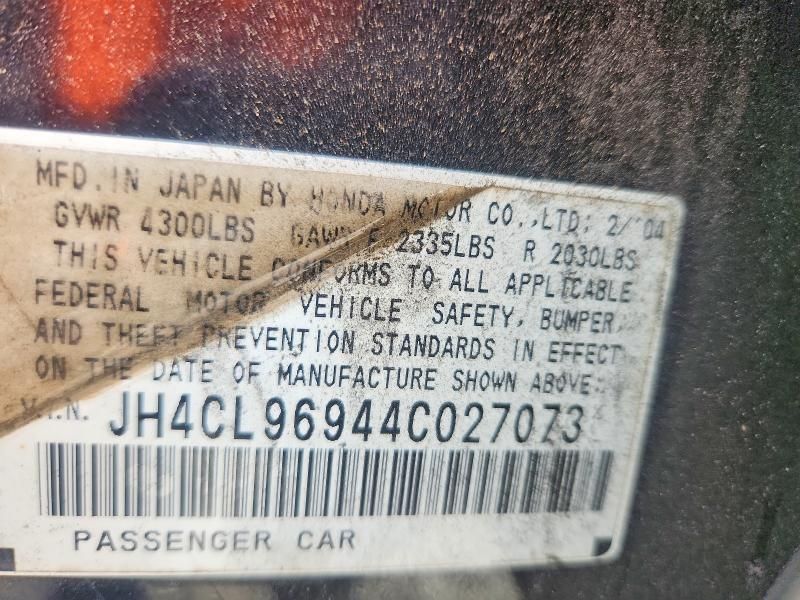 MFD. IN JAPAN BY HONDA MOTOR CO., LTD: 2/'04
GVWR 4300LBS GAWR F 2335LBS R 2030LBS
THIS VEHICLE CONFORMS TO ALL APPLICABLE
FEDERAL MOTOR VEHICLE SAFETY, BUMPER,
AND THEFT PREVENTION STANDARDS IN EFFECT
ON THE DATE OF MANUFACTURE SHOWN ABOVE:
V.I.N. JH4CL96944C027073
PASSENGER CAR